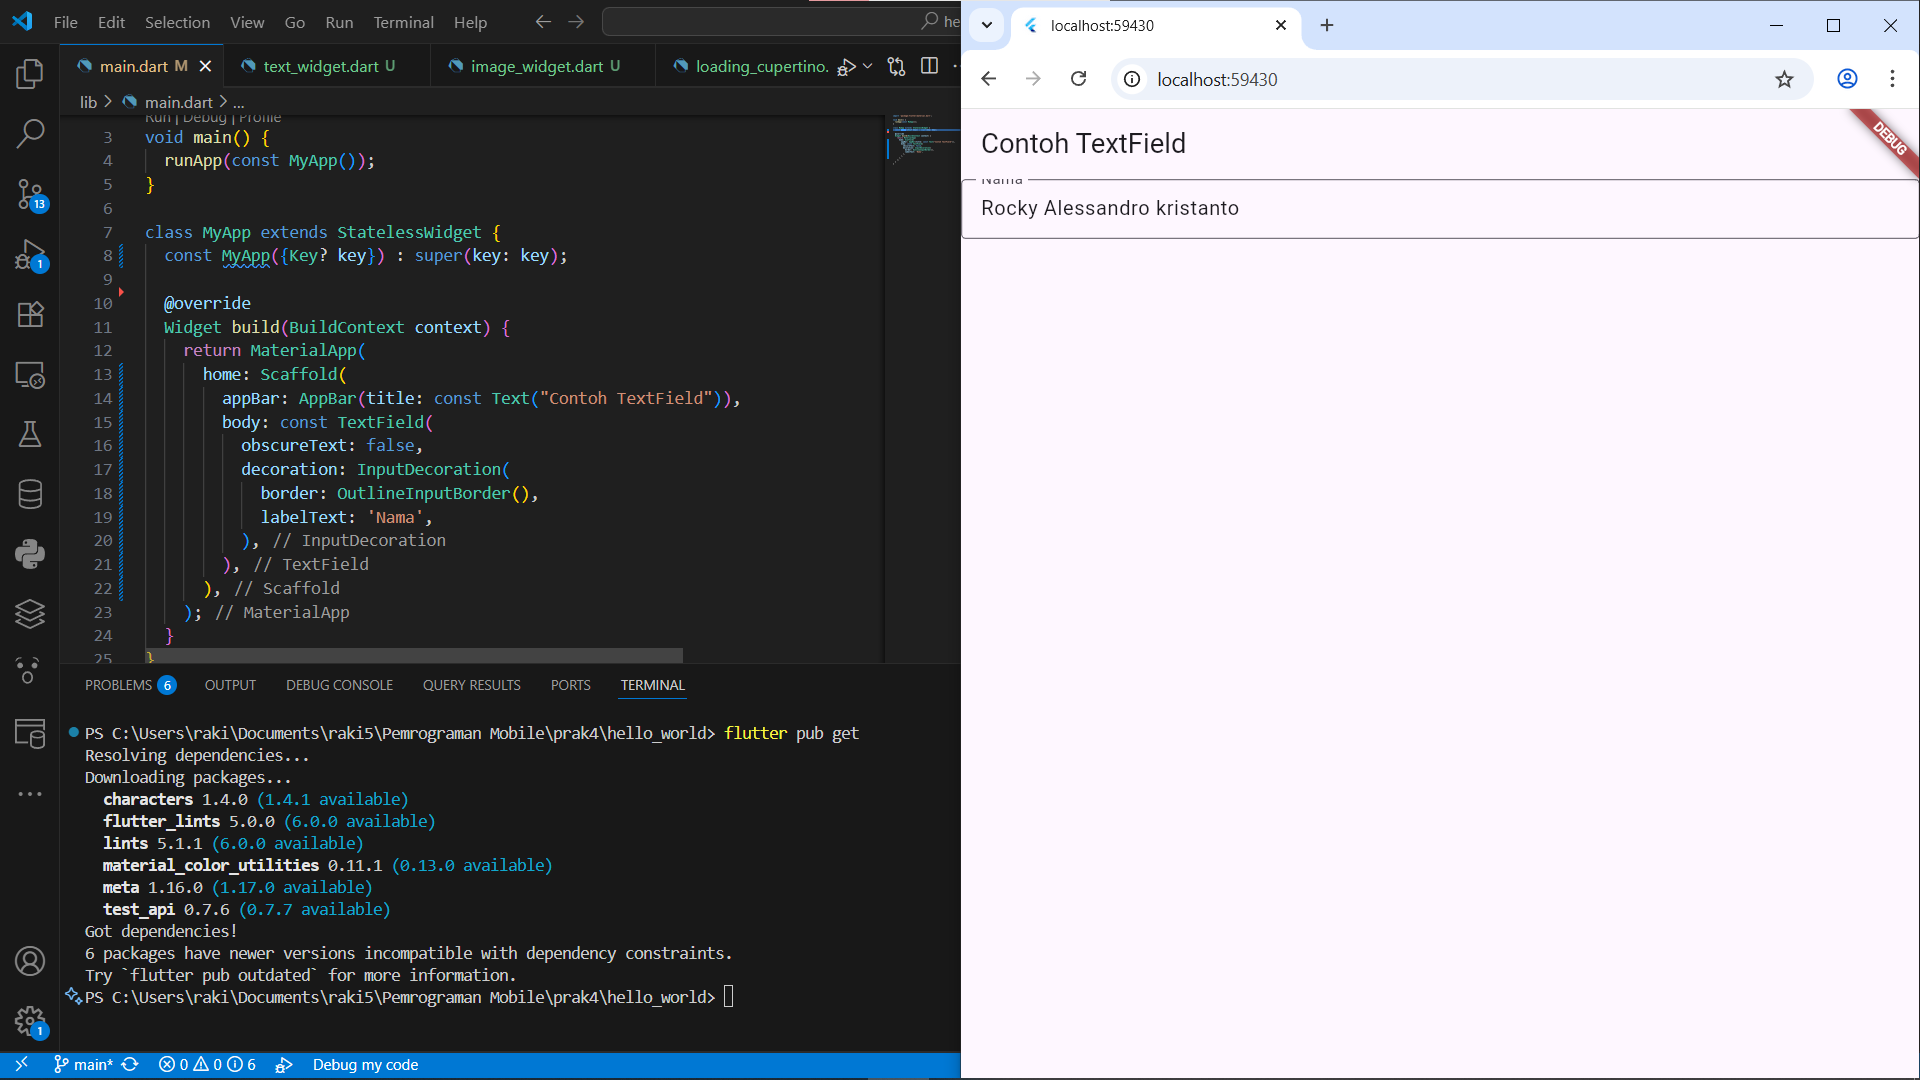 File Edit Selection View Go Run Terminal Help
he
main.dart M
text_widget.dart U
image_widget.dart U
loading_cupertino.
lib > main.dart > ...
Run | Debug | Profile
3 void main() {
4 runApp(const MyApp());
5 }
6
7 class MyApp extends StatelessWidget {
8 const MyApp({Key? key}) : super(key: key);
9
10 @override
11 Widget build(BuildContext context) {
12 return MaterialApp(
13 home: Scaffold(
14 appBar: AppBar(title: const Text("Contoh TextField")),
15 body: const TextField(
16 obscureText: false,
17 decoration: InputDecoration(
18 border: OutlineInputBorder(),
19 labelText: 'Nama',
20 ), // InputDecoration
21 ), // TextField
22 ), // Scaffold
23 ); // MaterialApp
24 }
25 }
13
1
1
PROBLEMS 6 OUTPUT DEBUG CONSOLE QUERY RESULTS PORTS TERMINAL
PS C:\Users\raki\Documents\raki5\Pemrograman Mobile\prak4\hello_world> flutter pub get
Resolving dependencies...
Downloading packages...
characters 1.4.0 (1.4.1 available)
flutter_lints 5.0.0 (6.0.0 available)
lints 5.1.1 (6.0.0 available)
material_color_utilities 0.11.1 (0.13.0 available)
meta 1.16.0 (1.17.0 available)
test_api 0.7.6 (0.7.7 available)
Got dependencies!
6 packages have newer versions incompatible with dependency constraints.
Try `flutter pub outdated` for more information.
PS C:\Users\raki\Documents\raki5\Pemrograman Mobile\prak4\hello_world>
main* 0 0 6 Debug my code
localhost:59430
localhost:59430
Contoh TextField
DEBUG
Nama
Rocky Alessandro kristanto